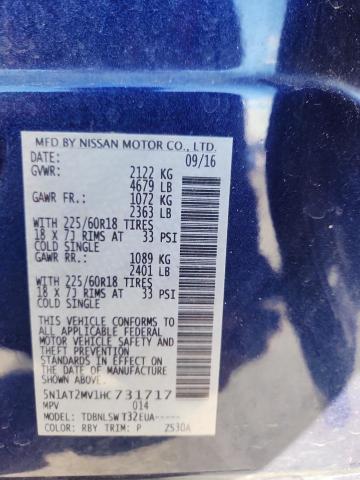 MFD BY NISSAN MOTOR CO., LTD.
DATE: 09/16
GVWR: 2122 KG
4679 LB
GAWR FR.: 1072 KG
2363 LB
WITH 225/60R18 TIRES
18 X 7J RIMS AT 33 PSI
COLD SINGLE
GAWR RR.: 1089 KG
2401 LB
WITH 225/60R18 TIRES
18 X 7J RIMS AT 33 PSI
COLD SINGLE
THIS VEHICLE CONFORMS TO
ALL APPLICABLE FEDERAL
MOTOR VEHICLE SAFETY AND
THEFT PREVENTION STANDARDS
IN EFFECT ON THE DATE OF
MANUFACTURE SHOWN ABOVE.
5N1AT2MV1HC731717
MPV 014
MODEL: TDBNLSWT32EUA-----
COLOR: RBY TRIM: P Z530A